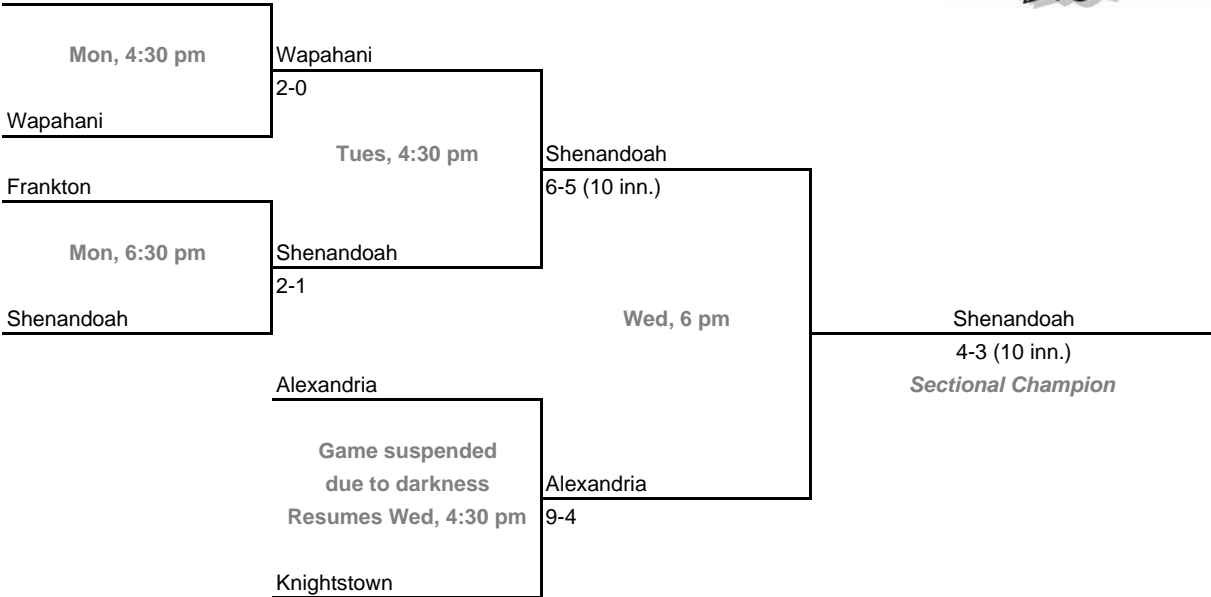 Mon, 4:30 pm
Wapahani
2-0
Wapahani
Tues, 4:30 pm
Shenandoah
6-5 (10 inn.)
Frankton
Mon, 6:30 pm
Shenandoah
2-1
Shenandoah
Wed, 6 pm
Shenandoah
4-3 (10 inn.)
Sectional Champion
Alexandria
Game suspended
due to darkness
Resumes Wed, 4:30 pm
Alexandria
9-4
Knightstown